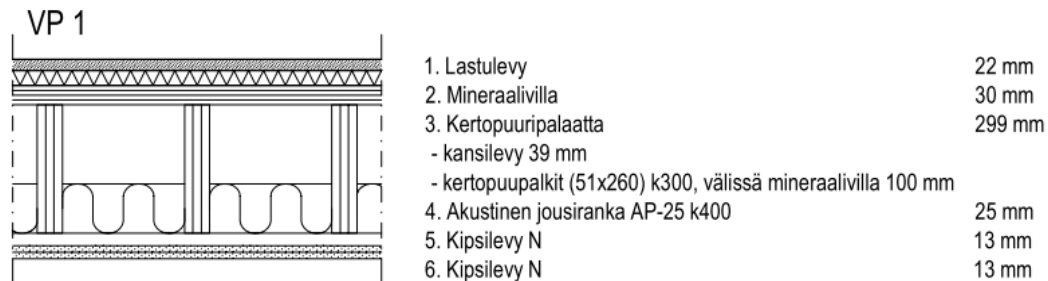 VP 1
1. Lastulevy 22 mm
2. Mineraalivilla 30 mm
3. Kertopuuripalaatta 299 mm
- kansilevy 39 mm
- kertopuupalkit (51x260) k300, välissä mineraalivilla 100 mm
4. Akustinen jousiranka AP-25 k400 25 mm
5. Kipsilevy N 13 mm
6. Kipsilevy N 13 mm